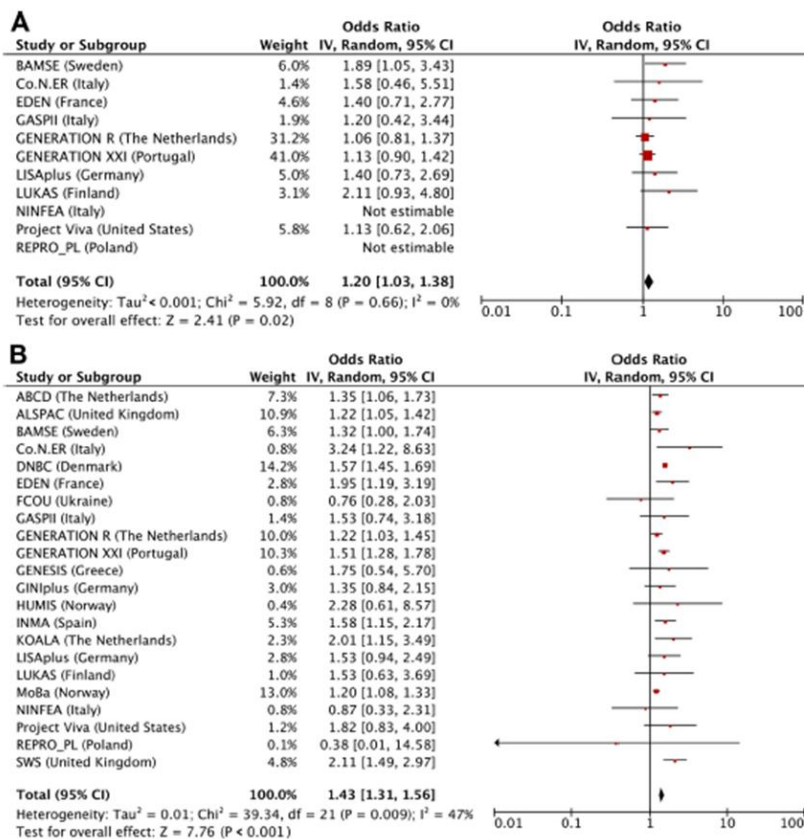 A
Odds Ratio Odds Ratio
Study or Subgroup Weight IV, Random, 95% CI IV, Random, 95% CI
BAMSE (Sweden) 6.0% 1.89 [1.05, 3.43]
Co.N.ER (Italy) 1.4% 1.58 [0.46, 5.51]
EDEN (France) 4.6% 1.40 [0.71, 2.77]
GASPII (Italy) 1.9% 1.20 [0.42, 3.44]
GENERATION R (The Netherlands) 31.2% 1.06 [0.81, 1.37]
GENERATION XXI (Portugal) 41.0% 1.13 [0.90, 1.42]
LISAplus (Germany) 5.0% 1.40 [0.73, 2.69]
LUKAS (Finland) 3.1% 2.11 [0.93, 4.80]
NINFEA (Italy) Not estimable
Project Viva (United States) 5.8% 1.13 [0.62, 2.06]
REPRO_PL (Poland) Not estimable
Total (95% CI) 100.0% 1.20 [1.03, 1.38]
Heterogeneity: Tau²< 0.001; Chi² = 5.92, df = 8 (P = 0.66); I² = 0%
Test for overall effect: Z = 2.41 (P = 0.02)
0.01 0.1 1 10 100
B
Odds Ratio Odds Ratio
Study or Subgroup Weight IV, Random, 95% CI IV, Random, 95% CI
ABCD (The Netherlands) 7.3% 1.35 [1.06, 1.73]
ALSPAC (United Kingdom) 10.9% 1.22 [1.05, 1.42]
BAMSE (Sweden) 6.3% 1.32 [1.00, 1.74]
Co.N.ER (Italy) 0.8% 3.24 [1.22, 8.63]
DNBC (Denmark) 14.2% 1.57 [1.45, 1.69]
EDEN (France) 2.8% 1.95 [1.19, 3.19]
FCOU (Ukraine) 0.8% 0.76 [0.28, 2.03]
GASPII (Italy) 1.4% 1.53 [0.74, 3.18]
GENERATION R (The Netherlands) 10.0% 1.22 [1.03, 1.45]
GENERATION XXI (Portugal) 10.3% 1.51 [1.28, 1.78]
GENESIS (Greece) 0.6% 1.75 [0.54, 5.70]
GINIplus (Germany) 3.0% 1.35 [0.84, 2.15]
HUMIS (Norway) 0.4% 2.28 [0.61, 8.57]
INMA (Spain) 5.3% 1.58 [1.15, 2.17]
KOALA (The Netherlands) 2.3% 2.01 [1.15, 3.49]
LISAplus (Germany) 2.8% 1.53 [0.94, 2.49]
LUKAS (Finland) 1.0% 1.53 [0.63, 3.69]
MoBa (Norway) 13.0% 1.20 [1.08, 1.33]
NINFEA (Italy) 0.8% 0.87 [0.33, 2.31]
Project Viva (United States) 1.2% 1.82 [0.83, 4.00]
REPRO_PL (Poland) 0.1% 0.38 [0.01, 14.58]
SWS (United Kingdom) 4.8% 2.11 [1.49, 2.97]
Total (95% CI) 100.0% 1.43 [1.31, 1.56]
Heterogeneity: Tau² = 0.01; Chi² = 39.34, df = 21 (P = 0.009); I² = 47%
Test for overall effect: Z = 7.76 (P < 0.001)
0.01 0.1 1 10 100